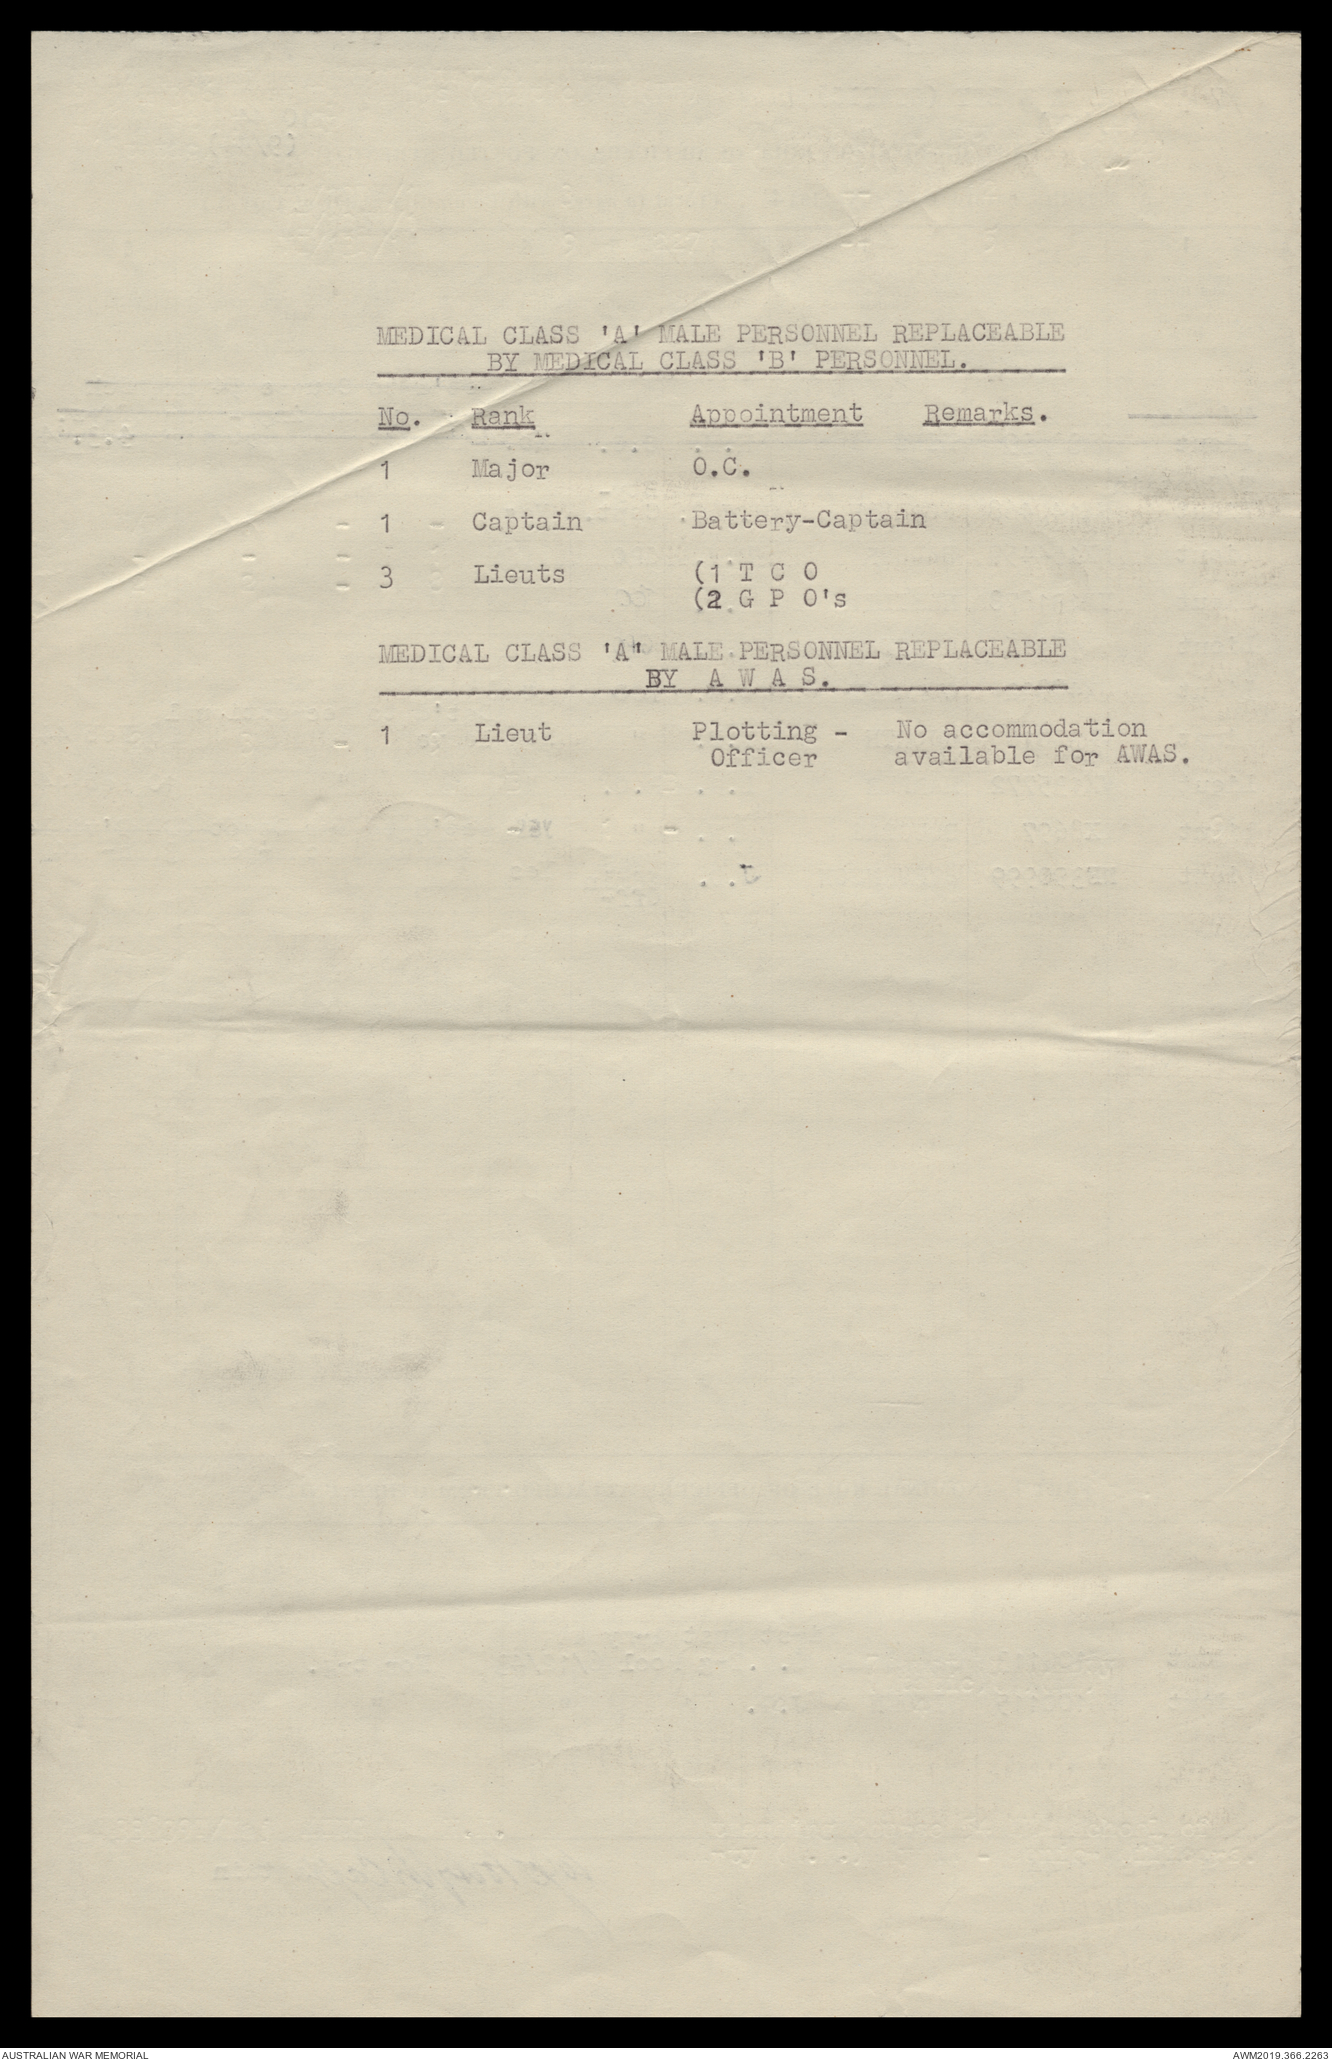 MEDICAL CLASS 'A' MALE PERSONNEL REPLACEABLE
BY MEDICAL CLASS 'B' PERSONNEL.
No. Rank Appointment Remarks.
1 Major O.C.
1 Captain Battery-Captain
3 Lieuts (1 T C O
(2 G P O's
MEDICAL CLASS 'A" MALE PERSONNEL REPLACEABLE
BY A W A S.
1 Lieut Plotting - No accommodation
Officer available for AWAS.
AUSTRALIAN WAR MEMORIAL AWM2019.366.2263